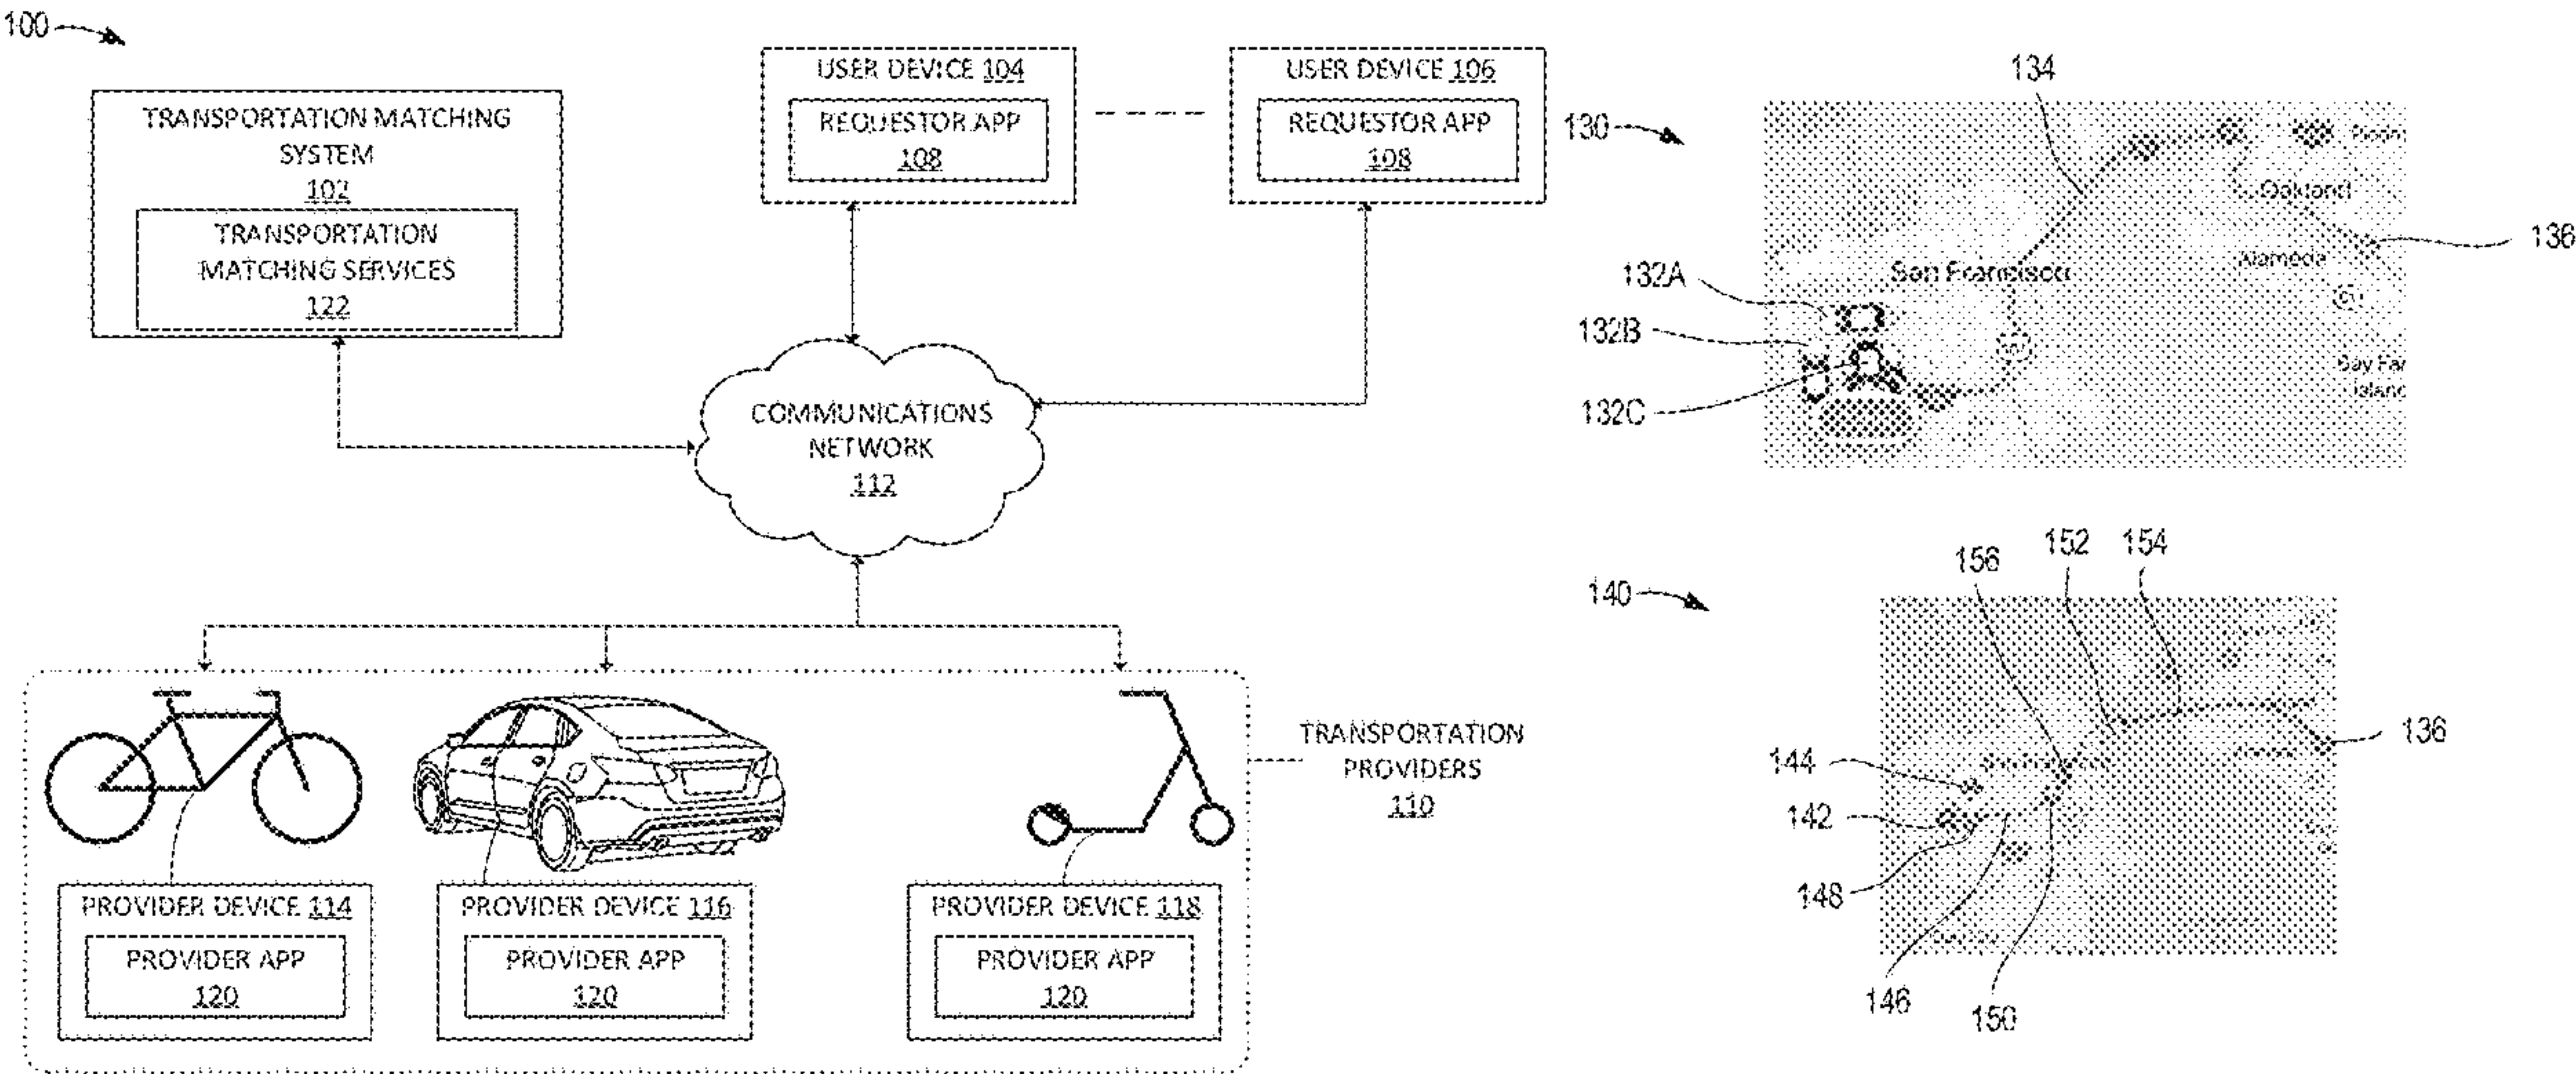 100
TRANSPORTATION MATCHING
SYSTEM
102
TRANSPORTATION
MATCHING SERVICES
122
USER DEVICE 104
REQUESTOR APP
108
USER DEVICE 106
REQUESTOR APP
108
COMMUNICATIONS
NETWORK
112
TRANSPORTATION
PROVIDERS
110
PROVIDER DEVICE 114
PROVIDER APP
120
PROVIDER DEVICE 116
PROVIDER APP
120
PROVIDER DEVICE 118
PROVIDER APP
120
130
134
Oakland
136
Alameda
San Francisco
132A
132B
132C
Bay Far
Islanc
140
156
152
154
136
144
142
148
146
150